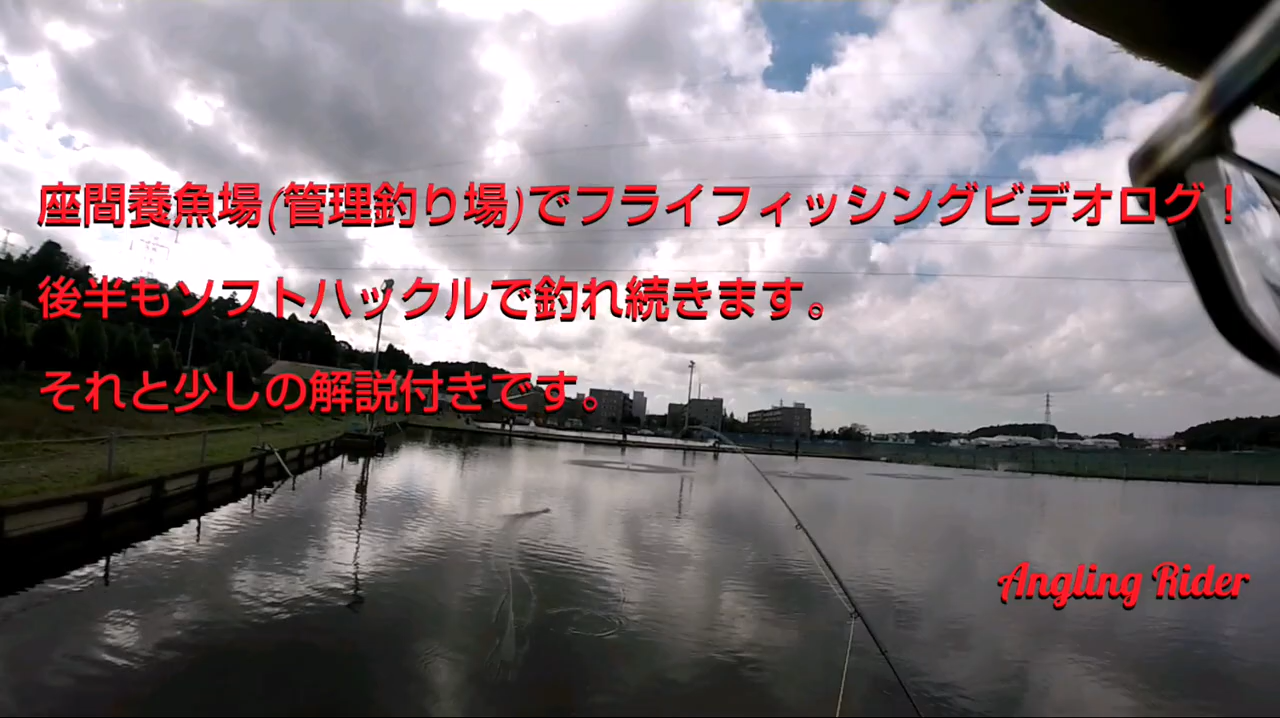 座間養魚場(管理釣り場)でフライフィッシングビデオログ！
後半もソフトハックルで釣れ続きます。
それと少しの解説付きです。
Angling Rider